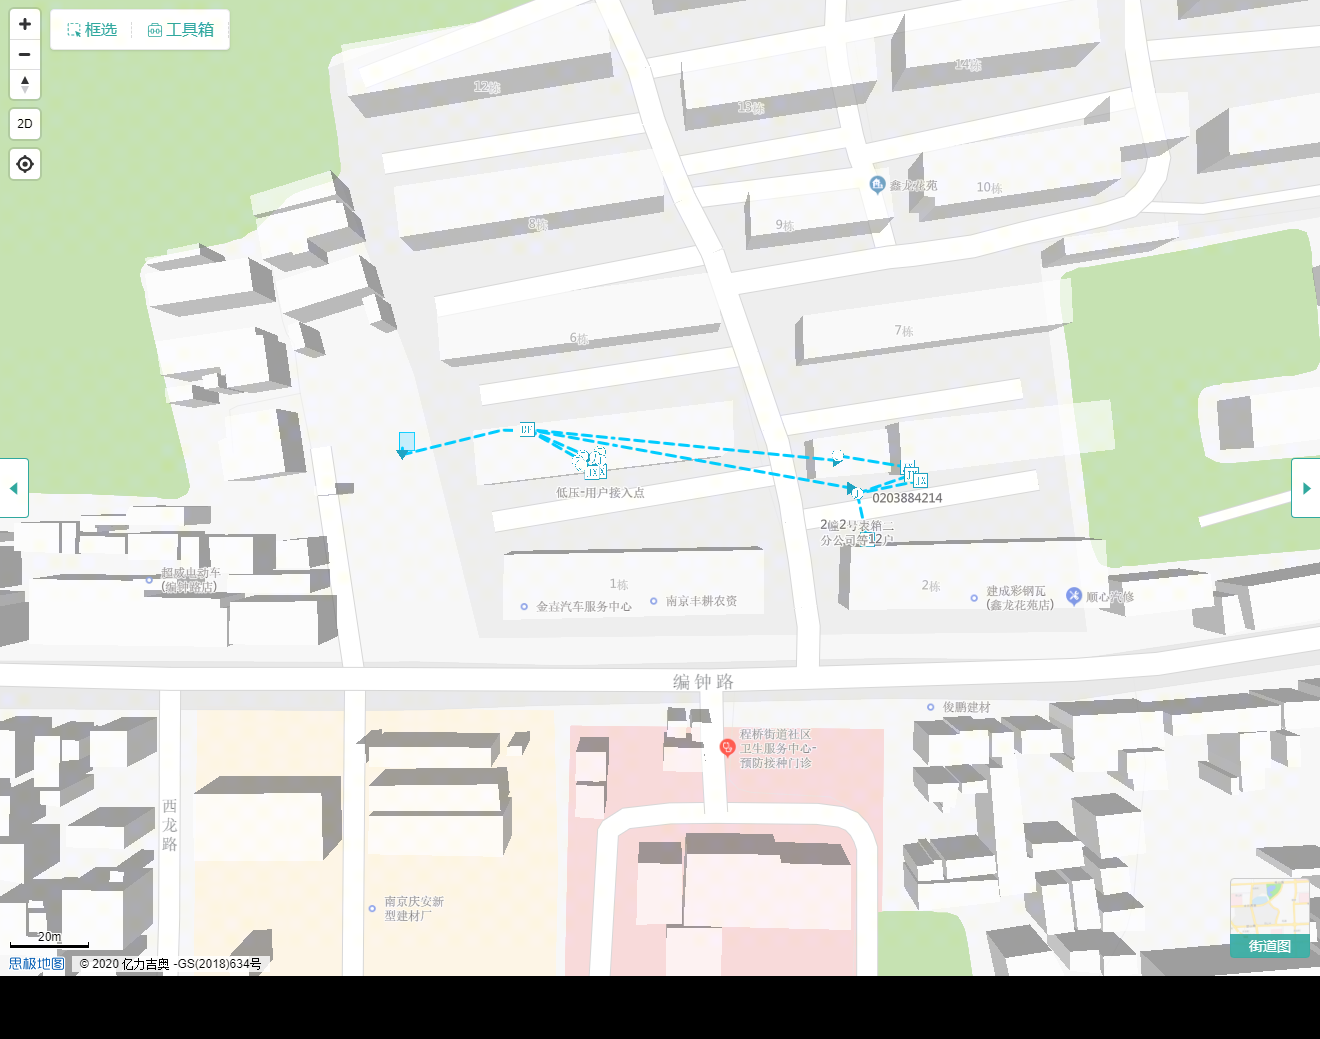 框选
工具箱
2D
12栋
13栋
14栋
鑫龙花苑
10栋
8栋
9栋
6栋
7栋
DF
JX
低压-用户接入点
0203884214
2幢2号表箱二
分公司等12户
超威电动车
(编钟路店)
1栋
2栋
金垚汽车服务中心
南京丰耕农资
建成彩钢瓦
(鑫龙花苑店)
顺心汽修
编钟路
俊鹏建材
程桥街道社区
卫生服务中心-
预防接种门诊
西龙路
南京庆安新
型建材厂
20m
思极地图
© 2020 亿力吉奥 -GS(2018)634号
街道图